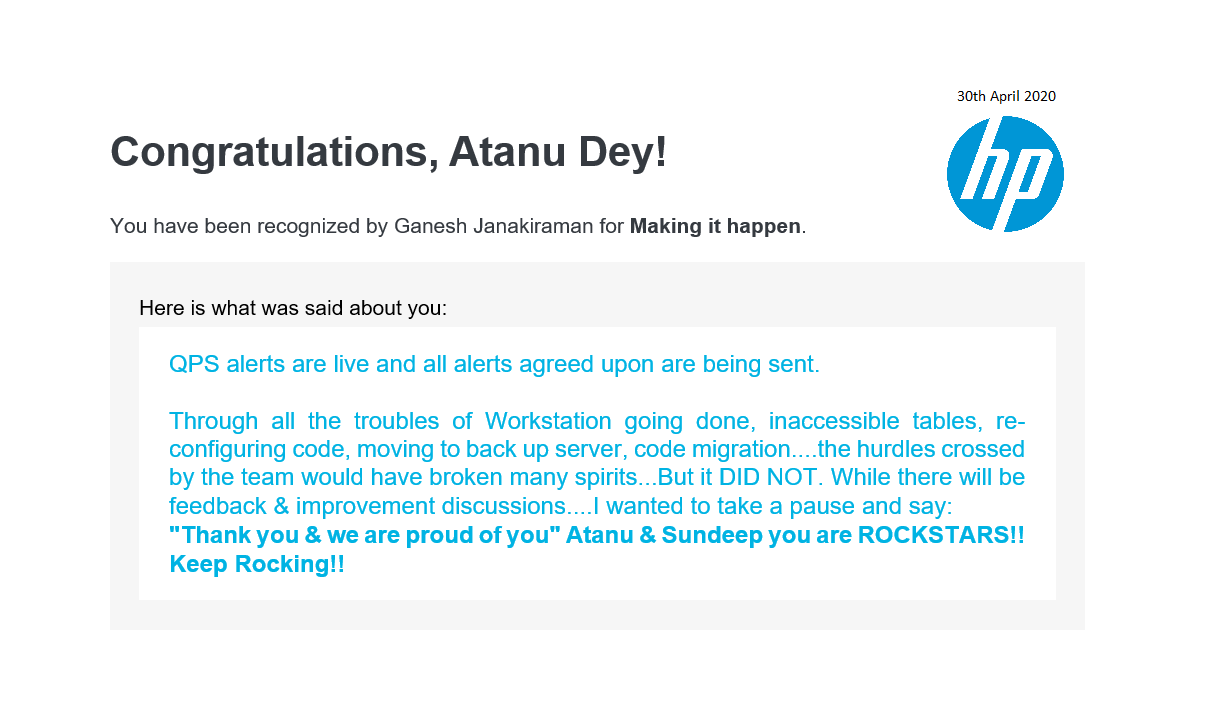 30th April 2020
hp
Congratulations, Atanu Dey!
You have been recognized by Ganesh Janakiraman for Making it happen.
Here is what was said about you:
QPS alerts are live and all alerts agreed upon are being sent.
Through all the troubles of Workstation going done, inaccessible tables, re-
configuring code, moving to back up server, code migration....the hurdles crossed
by the team would have broken many spirits...But it DID NOT. While there will be
feedback & improvement discussions....I wanted to take a pause and say:
"Thank you & we are proud of you" Atanu & Sundeep you are ROCKSTARS!!
Keep Rocking!!